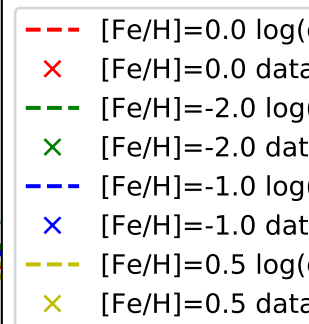 [Fe/H]=0.0 log(
[Fe/H]=0.0 data
[Fe/H]=-2.0 log(
[Fe/H]=-2.0 dat
[Fe/H]=-1.0 log(
[Fe/H]=-1.0 dat
[Fe/H]=0.5 log(
[Fe/H]=0.5 data